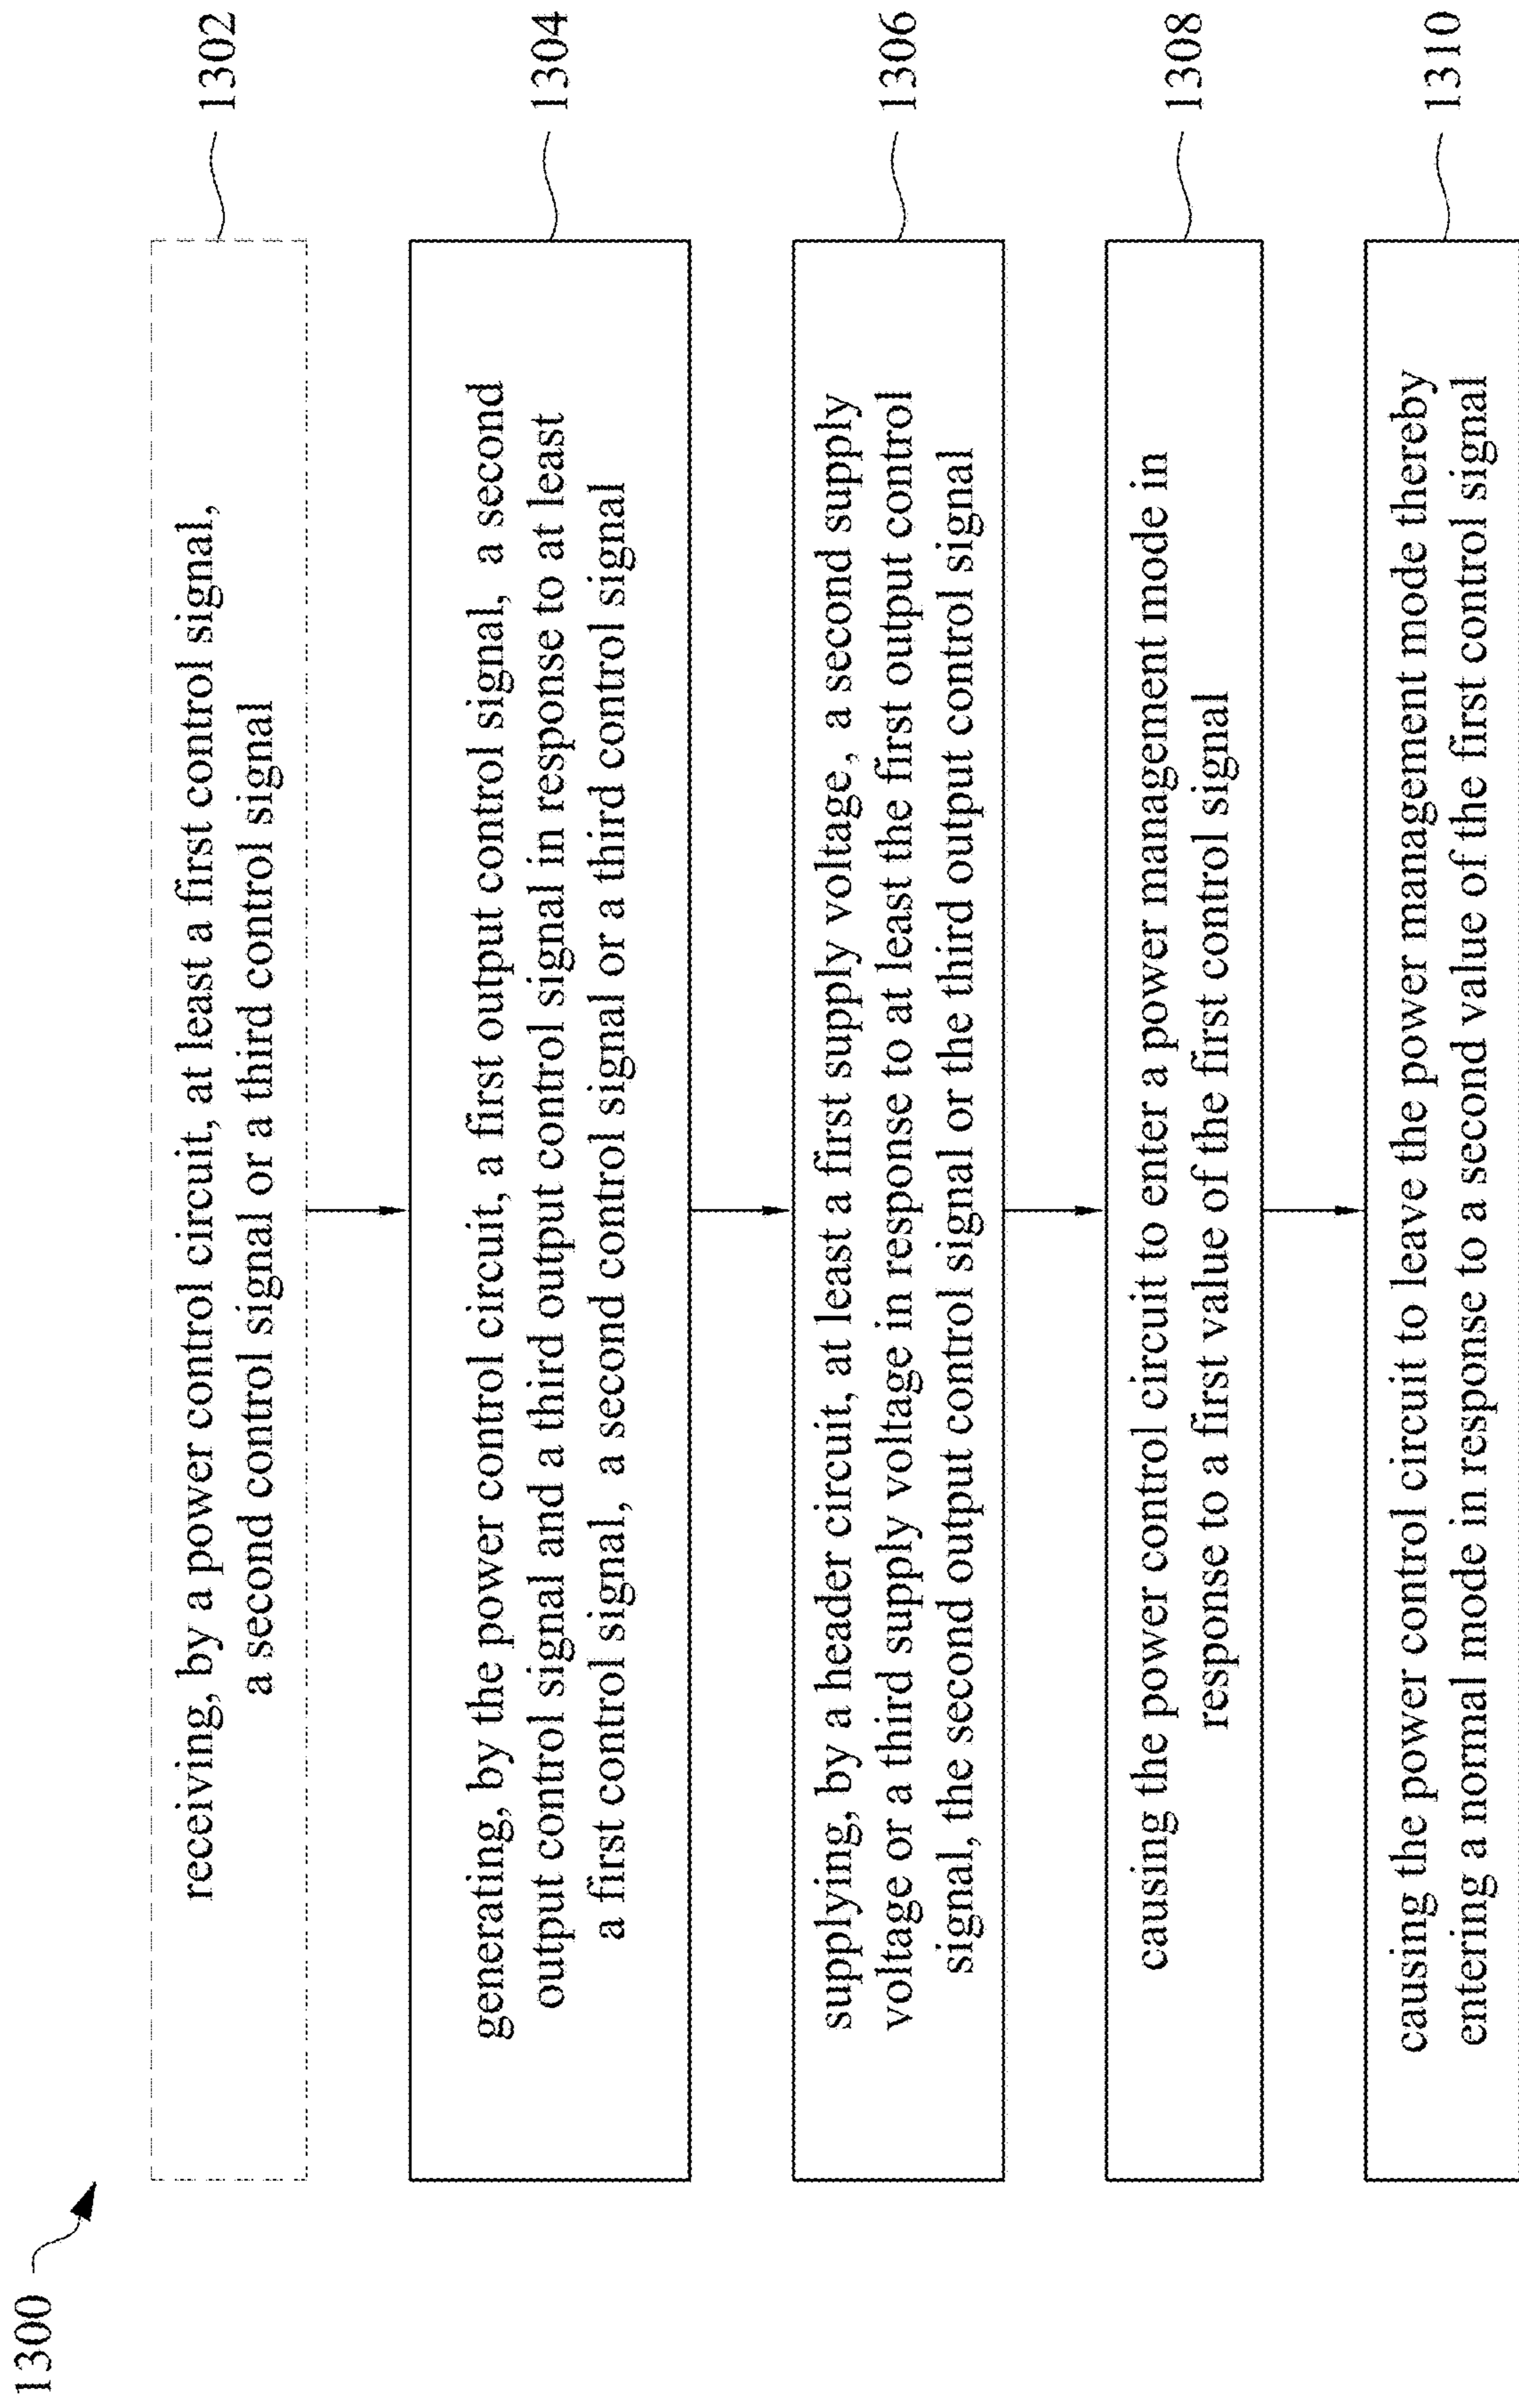 1300
receiving, by a power control circuit, at least a first control signal,
a second control signal or a third control signal
1302
generating, by the power control circuit, a first output control signal, a second
output control signal and a third output control signal in response to at least
a first control signal, a second control signal or a third control signal
1304
supplying, by a header circuit, at least a first supply voltage, a second supply
voltage or a third supply voltage in response to at least the first output control
signal, the second output control signal or the third output control signal
1306
causing the power control circuit to enter a power management mode in
response to a first value of the first control signal
1308
causing the power control circuit to leave the power management mode thereby
entering a normal mode in response to a second value of the first control signal
1310